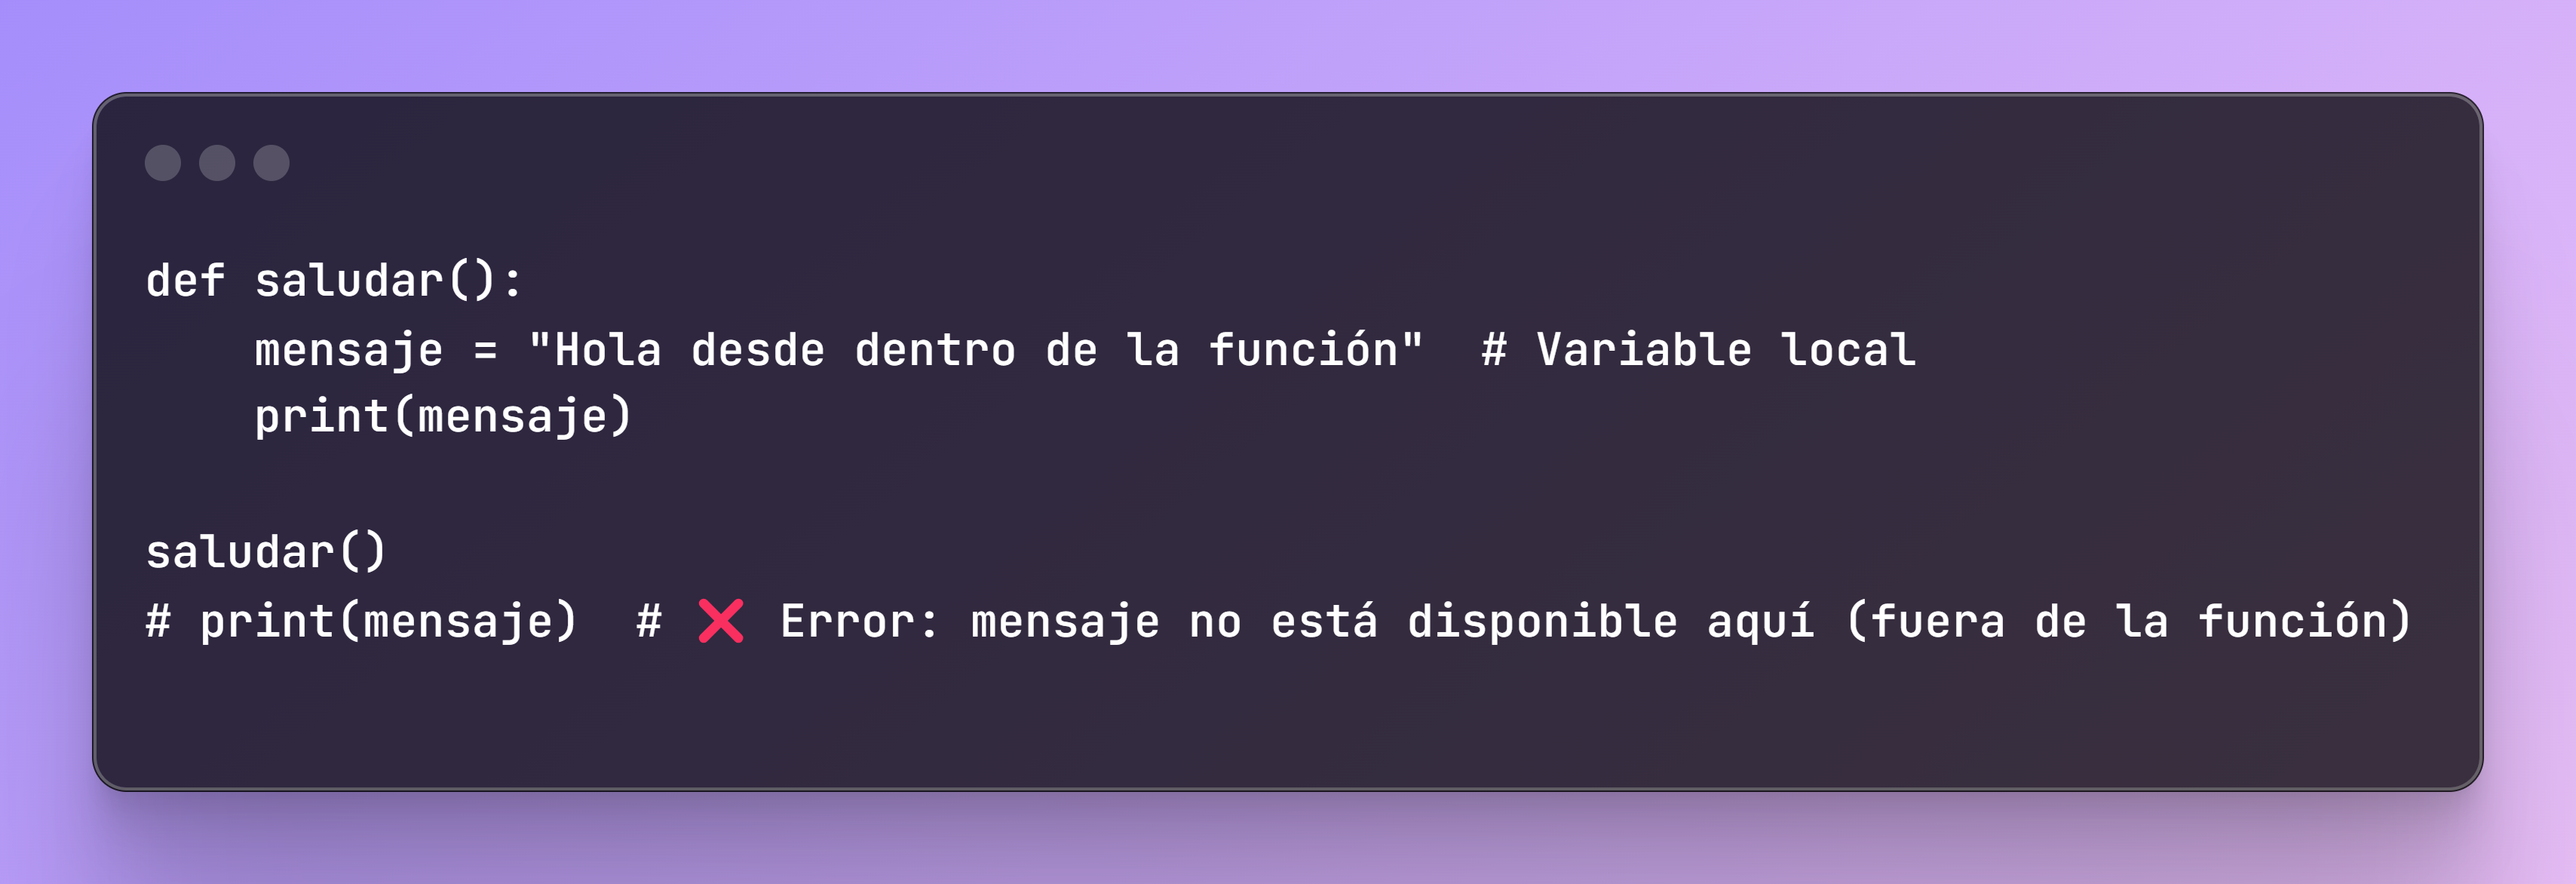 def saludar():
    mensaje = "Hola desde dentro de la función"  # Variable local
    print(mensaje)

saludar()
# print(mensaje)  # ❌ Error: mensaje no está disponible aquí (fuera de la función)